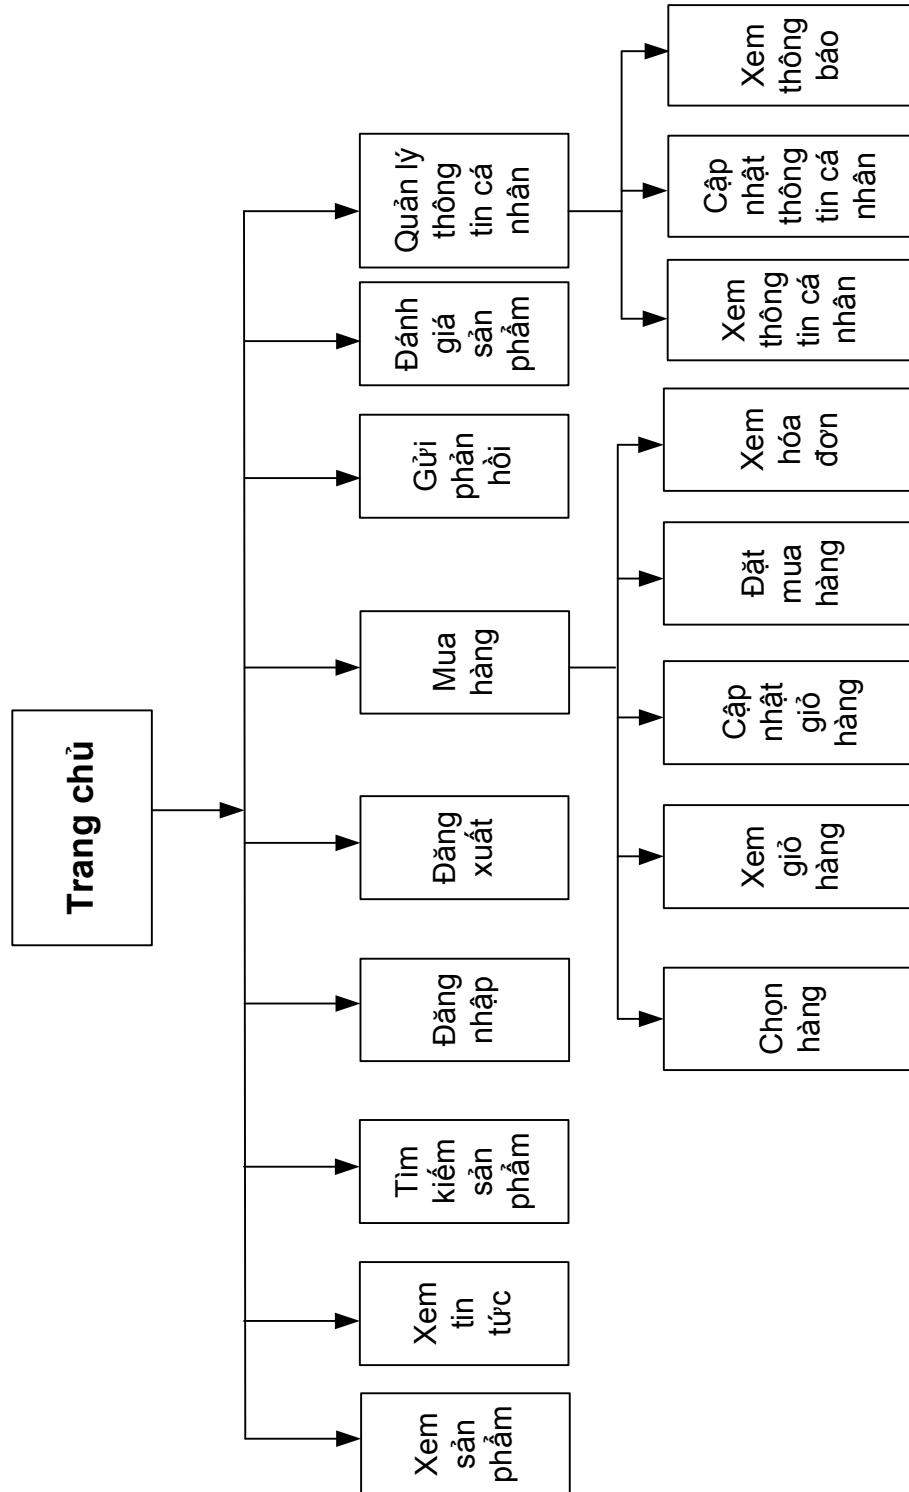 Trang chủ
Xem
sản
phẩm
Xem
tin
tức
Tìm
kiếm
sản
phẩm
Đăng
nhập
Đăng
xuất
Mua
hàng
Gửi
phản
hồi
Đánh
giá
sản
phẩm
Quản lý
thông
tin cá
nhân
Chọn
hàng
Xem
giỏ
hàng
Cập
nhật
giỏ
hàng
Đặt
mua
hàng
Xem
hóa
đơn
Xem
thông
tin cá
nhân
Cập
nhật
thông
tin cá
nhân
Xem
thông
báo